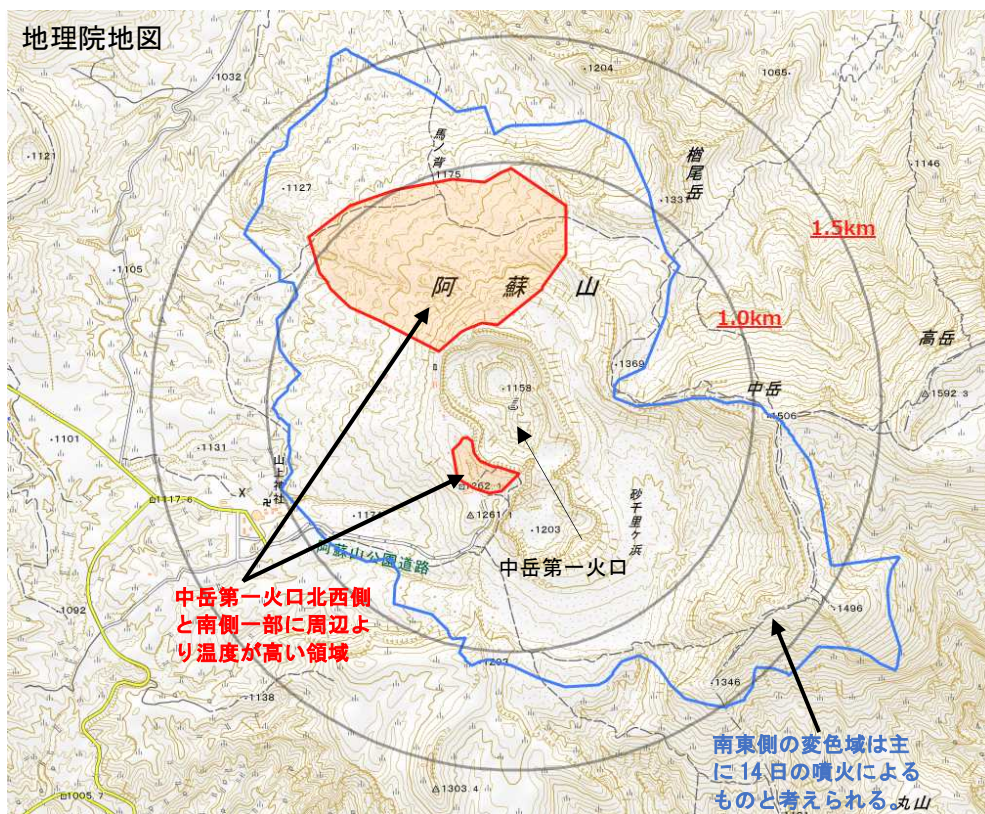 地理院地図
・1032
・1204
1065・
・1121
馬ノ背
1175
楢尾岳
・1146
・1127
・1331
1.5km
・1105
阿蘇山
1.0km
・1369
高岳
・1158
中岳
1506
△1592.3
・1101
・1131
山上神社
卍
1117.6
X
1262.1
△1261.1
・1203
砂千里ヶ浜
阿蘇山公園道路
中岳第一火口
・1092
中岳第一火口北西側
と南側一部に周辺よ
り温度が高い領域
・1496
・1138
・1346
南東側の変色域は主
に14日の噴火による
ものと考えられる。
1005.7
△1303.4
丸山